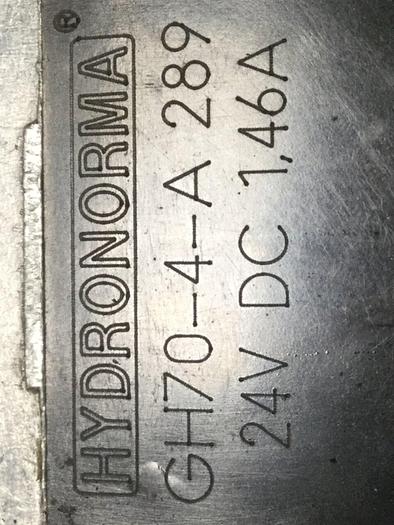 HYDRONORMA®
GH70-4-A 289
24V DC 1,46A